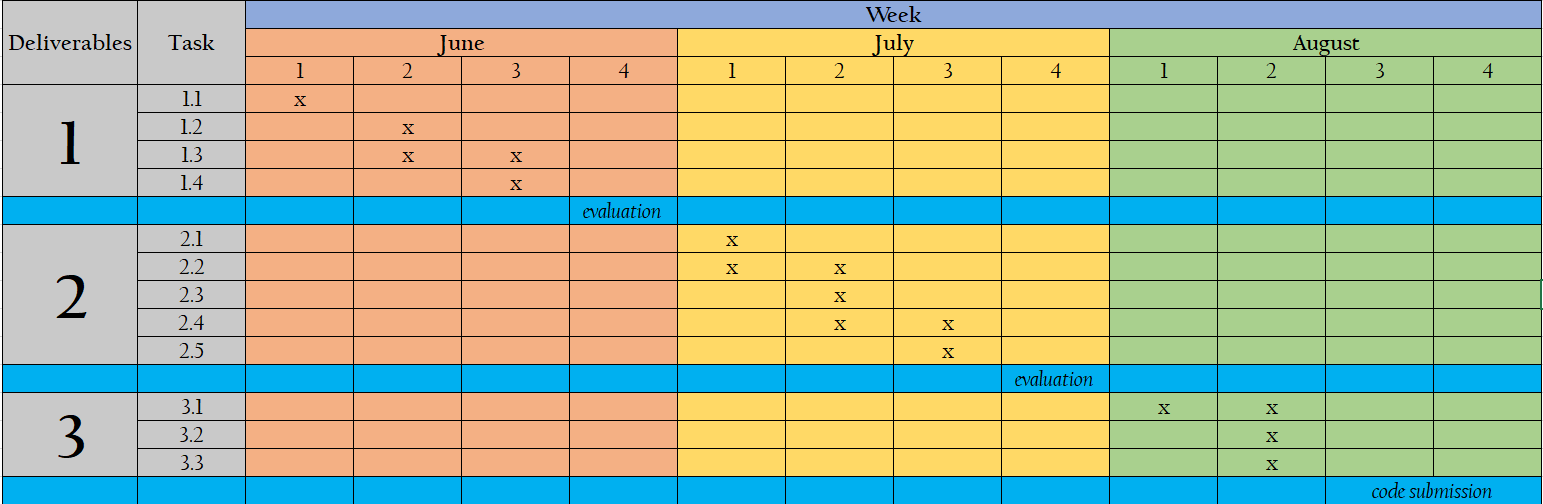 Week
Deliverables Task June July August
1 2 3 4 1 2 3 4 1 2 3 4
1
1.1 x
1.2 x
1.3 x x
1.4 x
evaluation
2
2.1 x
2.2 x x
2.3 x
2.4 x x
2.5 x
evaluation
3
3.1 x x
3.2 x
3.3 x
code submission